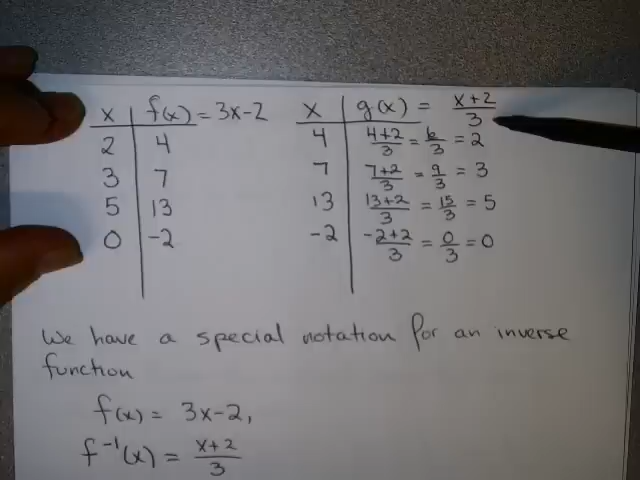 x | f(x) = 3x-2
2 | 4
3 | 7
5 | 13
0 | -2
x | g(x) = (x+2)/3
4 | (4+2)/3 = 6/3 = 2
7 | (7+2)/3 = 9/3 = 3
13 | (13+2)/3 = 15/3 = 5
-2 | (-2+2)/3 = 0/3 = 0
We have a special notation for an inverse
function
f(x) = 3x-2,
f⁻¹(x) = (x+2)/3